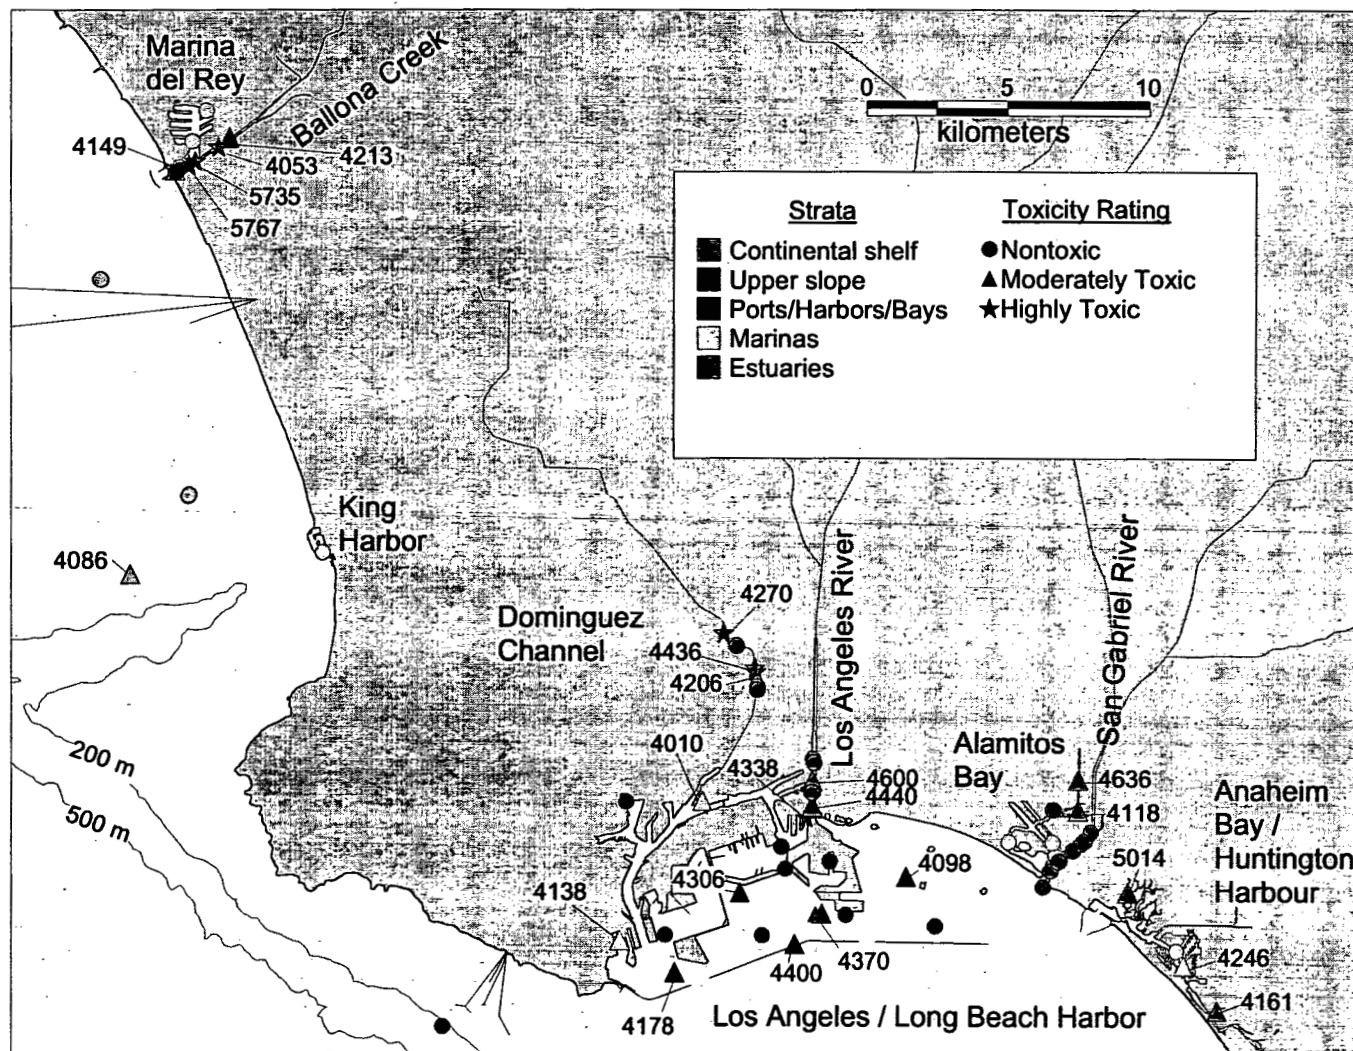 Marina
del Rey
Ballona Creek
4149
4213
4053
5735
5767
0 5 10
kilometers
Strata
Continental shelf
Upper slope
Ports/Harbors/Bays
Marinas
Estuaries
Toxicity Rating
Nontoxic
Moderately Toxic
Highly Toxic
King
Harbor
4086
200 m
500 m
Dominguez
Channel
4270
4436
4206
Los Angeles River
San Gabriel River
4010
4338
4600
4440
Alamitos
Bay
4636
4118
5014
Anaheim
Bay /
Huntington
Harbour
4098
4306
4138
4370
4400
4178
4246
4161
Los Angeles / Long Beach Harbor